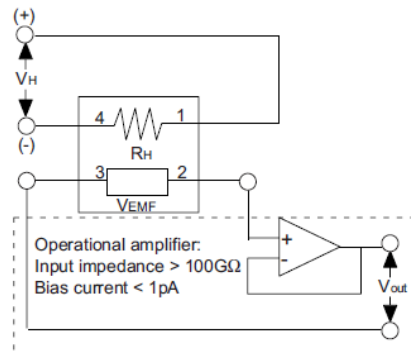 (+)
VH
(-)
4
1
RH
3
2
VEMF
Operational amplifier:
Input impedance > 100GΩ
Bias current < 1pA
+
-
Vout